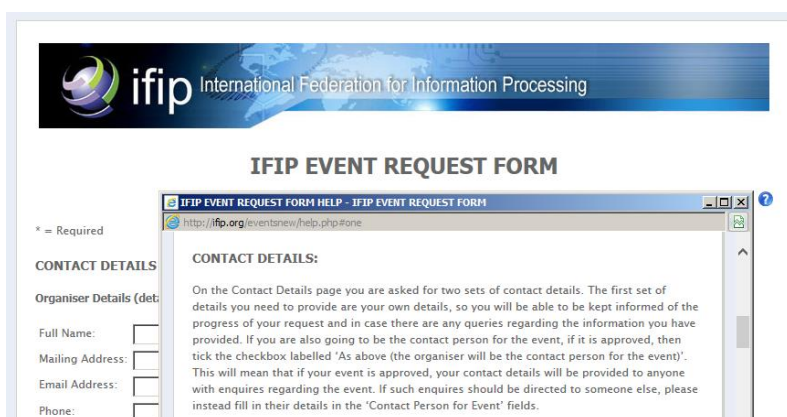 ifip International Federation for Information Processing
IFIP EVENT REQUEST FORM
IFIP EVENT REQUEST FORM HELP - IFIP EVENT REQUEST FORM
http://ifip.org/eventsnew/help.php#one
* = Required
CONTACT DETAILS
Organiser Details (deta
Full Name:
Mailing Address:
Email Address:
Phone:
CONTACT DETAILS:
On the Contact Details page you are asked for two sets of contact details. The first set of
details you need to provide are your own details, so you will be able to be kept informed of the
progress of your request and in case there are any queries regarding the information you have
provided. If you are also going to be the contact person for the event, if it is approved, then
tick the checkbox labelled ‘As above (the organiser will be the contact person for the event)’.
This will mean that if your event is approved, your contact details will be provided to anyone
with enquires regarding the event. If such enquires should be directed to someone else, please
instead fill in their details in the ‘Contact Person for Event’ fields.